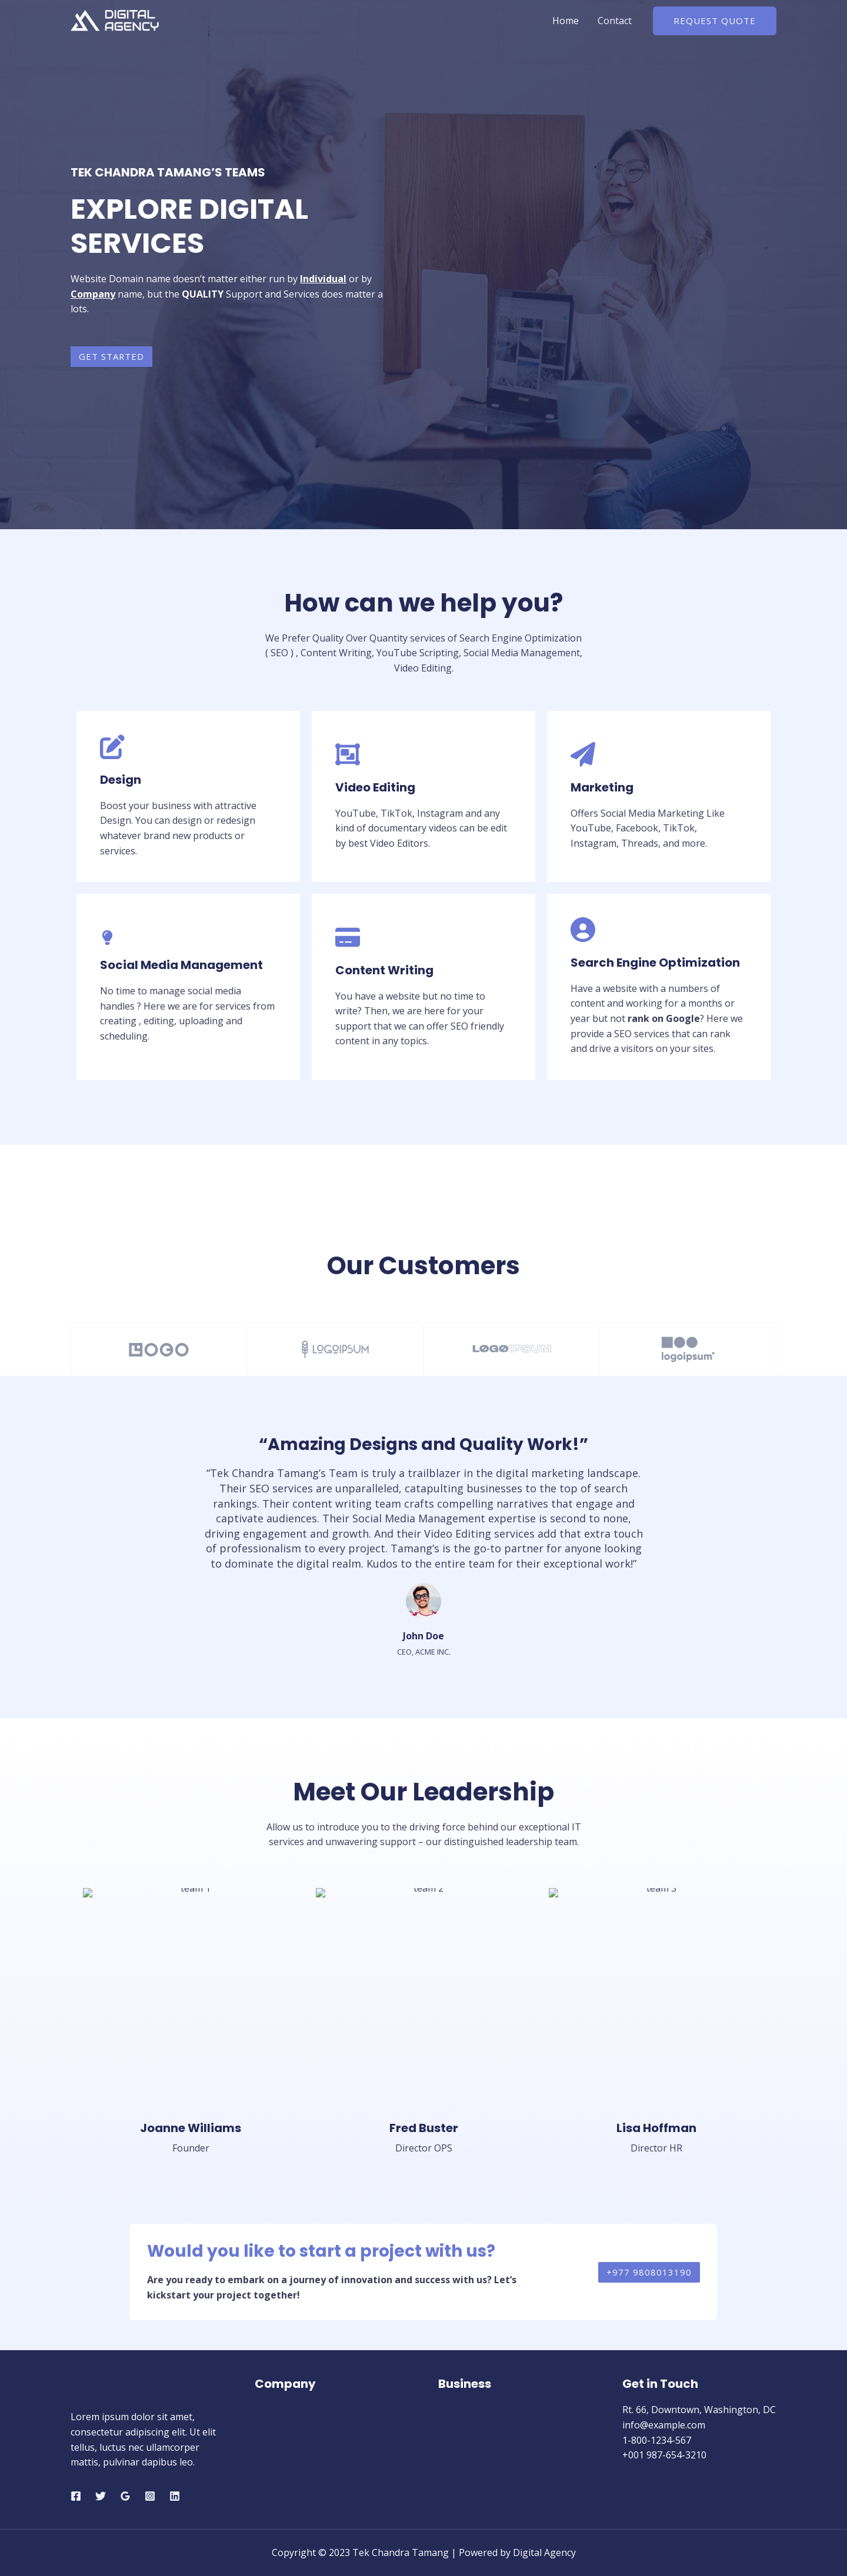 DIGITAL
AGENCY
Home
Contact
REQUEST QUOTE
TEK CHANDRA TAMANG’S TEAMS
EXPLORE DIGITAL
SERVICES
Website Domain name doesn’t matter either run by Individual or by
Company name, but the QUALITY Support and Services does matter a
lots.
GET STARTED
How can we help you?
We Prefer Quality Over Quantity services of Search Engine Optimization
( SEO ) , Content Writing, YouTube Scripting, Social Media Management,
Video Editing.
Design
Boost your business with attractive
Design. You can design or redesign
whatever brand new products or
services.
Video Editing
YouTube, TikTok, Instagram and any
kind of documentary videos can be edit
by best Video Editors.
Marketing
Offers Social Media Marketing Like
YouTube, Facebook, TikTok,
Instagram, Threads, and more.
Social Media Management
No time to manage social media
handles ? Here we are for services from
creating , editing, uploading and
scheduling.
Content Writing
You have a website but no time to
write? Then, we are here for your
support that we can offer SEO friendly
content in any topics.
Search Engine Optimization
Have a website with a numbers of
content and working for a months or
year but not rank on Google? Here we
provide a SEO services that can rank
and drive a visitors on your sites.
Our Customers
LOGO
LOGOIPSUM
LOGOIPSUM
logoipsum
“Amazing Designs and Quality Work!”
“Tek Chandra Tamang’s Team is truly a trailblazer in the digital marketing landscape.
Their SEO services are unparalleled, catapulting businesses to the top of search
rankings. Their content writing team crafts compelling narratives that engage and
captivate audiences. Their Social Media Management expertise is second to none,
driving engagement and growth. And their Video Editing services add that extra touch
of professionalism to every project. Tamang’s is the go-to partner for anyone looking
to dominate the digital realm. Kudos to the entire team for their exceptional work!”
John Doe
CEO, ACME INC.
Meet Our Leadership
Allow us to introduce you to the driving force behind our exceptional IT
services and unwavering support – our distinguished leadership team.
team 1
team 2
team 3
Joanne Williams
Founder
Fred Buster
Director OPS
Lisa Hoffman
Director HR
Would you like to start a project with us?
Are you ready to embark on a journey of innovation and success with us? Let’s
kickstart your project together!
+977 9808013190
Lorem ipsum dolor sit amet,
consectetur adipiscing elit. Ut elit
tellus, luctus nec ullamcorper
mattis, pulvinar dapibus leo.
Company
Business
Get in Touch
Rt. 66, Downtown, Washington, DC
info@example.com
1-800-1234-567
+001 987-654-3210
Copyright © 2023 Tek Chandra Tamang | Powered by Digital Agency